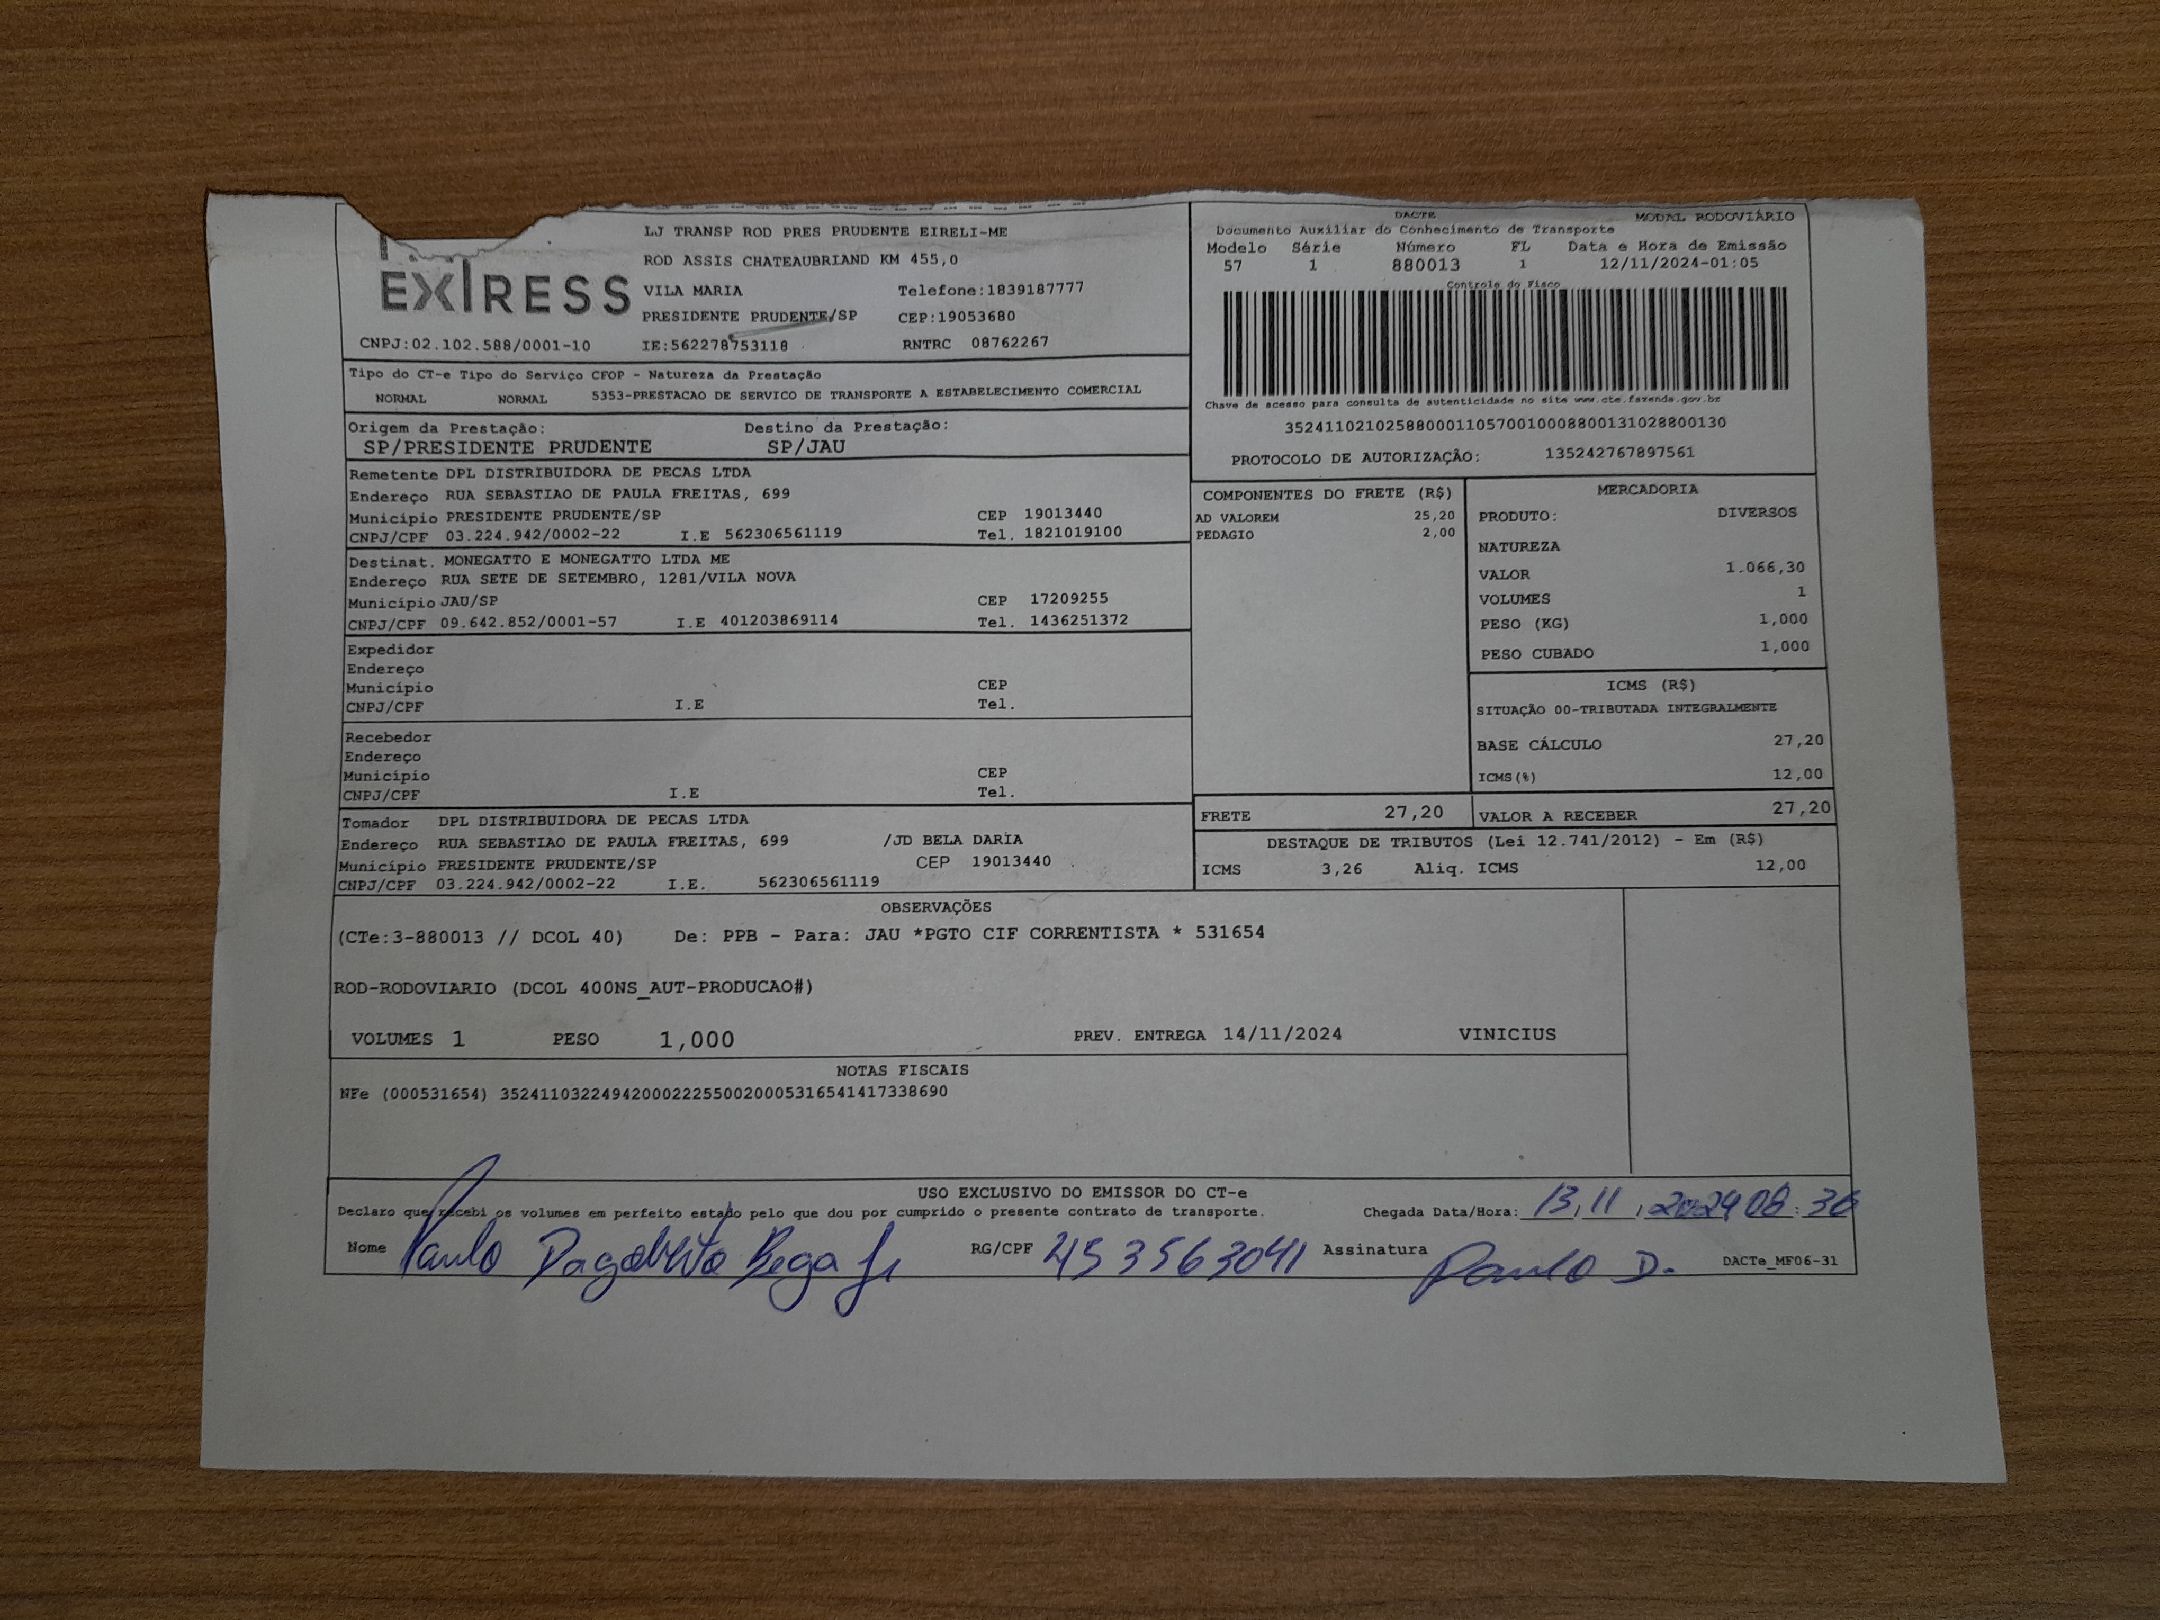 EXPRESS
CNPJ:02.102.588/0001-10
LJ TRANSP ROD PRES PRUDENTE EIRELI-ME
ROD ASSIS CHATEAUBRIAND KM 455,0
VILA MARIA Telefone:1839187777
PRESIDENTE PRUDENTE/SP CEP:19053680
IE:562278753118 RNTRC 08762267
DACTE MODAL RODOVIÁRIO
Documento Auxiliar do Conhecimento de Transporte
Modelo Série Número FL Data e Hora de Emissão
57 1 880013 1 12/11/2024-01:05
Controle do Fisco
Chave de acesso para consulta de autenticidade no site www.cte.fazenda.gov.br
35241102102588000110570010008800131028800130
PROTOCOLO DE AUTORIZAÇÃO: 135242767897561
Tipo do CT-e Tipo do Serviço CFOP - Natureza da Prestação
NORMAL NORMAL 5353-PRESTACAO DE SERVICO DE TRANSPORTE A ESTABELECIMENTO COMERCIAL
Origem da Prestação: Destino da Prestação:
SP/PRESIDENTE PRUDENTE SP/JAU
Remetente DPL DISTRIBUIDORA DE PECAS LTDA
Endereço RUA SEBASTIAO DE PAULA FREITAS, 699
Município PRESIDENTE PRUDENTE/SP CEP 19013440
CNPJ/CPF 03.224.942/0002-22 I.E 562306561119 Tel. 1821019100
Destinat. MONEGATTO E MONEGATTO LTDA ME
Endereço RUA SETE DE SETEMBRO, 1281/VILA NOVA
Município JAU/SP CEP 17209255
CNPJ/CPF 09.642.852/0001-57 I.E 401203869114 Tel. 1436251372
Expedidor
Endereço
Município CEP
CNPJ/CPF I.E Tel.
Recebedor
Endereço
Município CEP
CNPJ/CPF I.E Tel.
Tomador DPL DISTRIBUIDORA DE PECAS LTDA
Endereço RUA SEBASTIAO DE PAULA FREITAS, 699 /JD BELA DARIA
Município PRESIDENTE PRUDENTE/SP CEP 19013440
CNPJ/CPF 03.224.942/0002-22 I.E. 562306561119
COMPONENTES DO FRETE (R$)
AD VALOREM 25,20
PEDAGIO 2,00
MERCADORIA
PRODUTO: DIVERSOS
NATUREZA
VALOR 1.066,30
VOLUMES 1
PESO (KG) 1,000
PESO CUBADO 1,000
ICMS (R$)
SITUAÇÃO 00-TRIBUTADA INTEGRALMENTE
BASE CÁLCULO 27,20
ICMS(%) 12,00
FRETE 27,20 VALOR A RECEBER 27,20
DESTAQUE DE TRIBUTOS (Lei 12.741/2012) - Em (R$)
ICMS 3,26 Aliq. ICMS 12,00
OBSERVAÇÕES
(CTe:3-880013 // DCOL 40) De: PPB - Para: JAU *PGTO CIF CORRENTISTA * 531654
ROD-RODOVIARIO (DCOL 400NS_AUT-PRODUCAO#)
VOLUMES 1 PESO 1,000 PREV. ENTREGA 14/11/2024 VINICIUS
NOTAS FISCAIS
NFe (000531654) 35241103224942000222550020005316541417338690
USO EXCLUSIVO DO EMISSOR DO CT-e
Declaro que recebi os volumes em perfeito estado pelo que dou por cumprido o presente contrato de transporte. Chegada Data/Hora: 13,11,2024 08:38
Nome Paulo Dagoberto Bega Jr RG/CPF 453563041 Assinatura Paulo D. DACTe_MF06-31